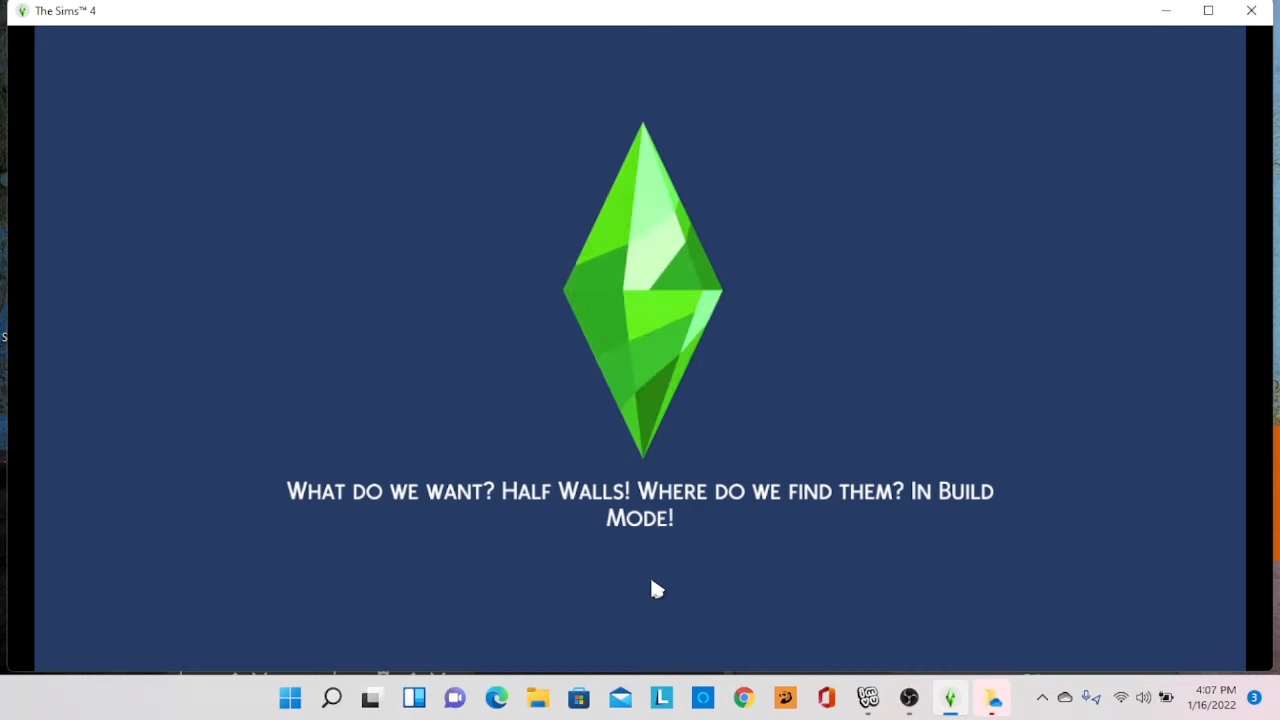 The Sims™ 4
What do we want? Half Walls! Where do we find them? In Build
Mode!
4:07 PM
1/16/2022
3